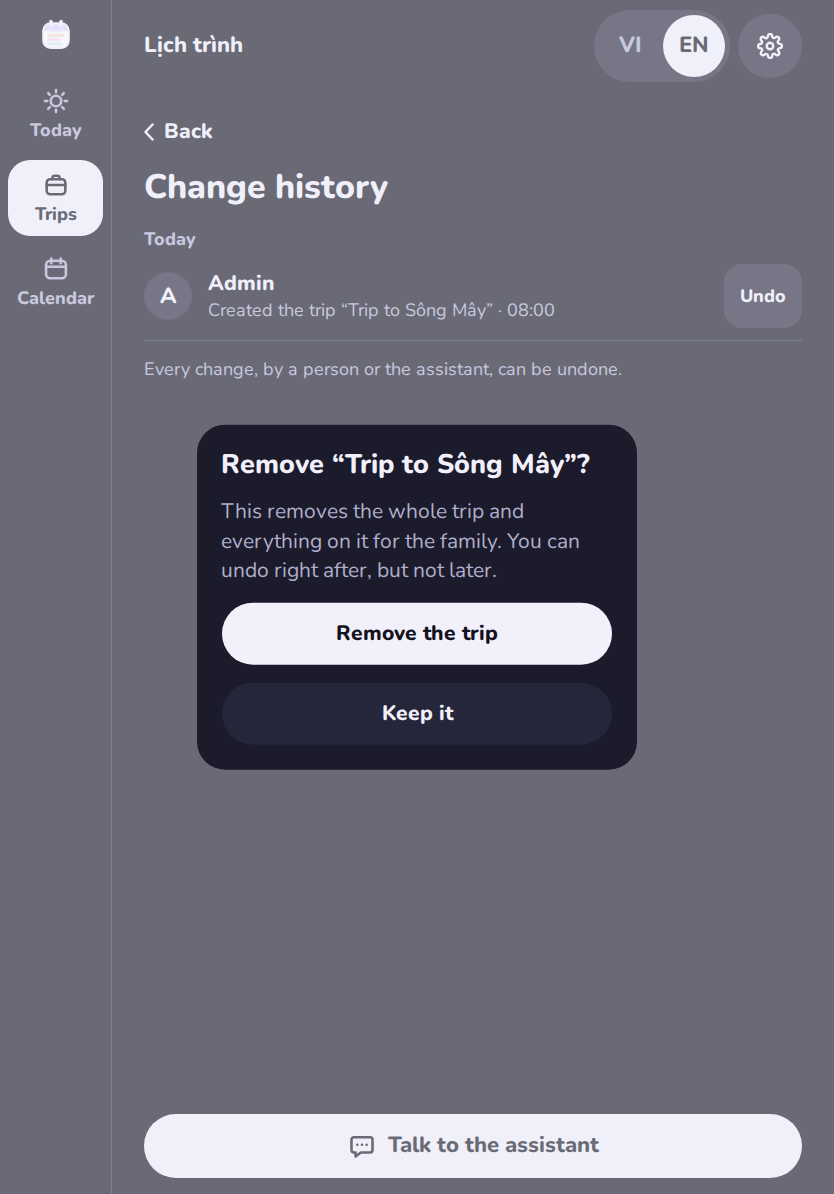 Lịch trình
VI
EN
Today
Trips
Calendar
Back
Change history
Today
A
Admin
Created the trip “Trip to Sông Mây” · 08:00
Undo
Every change, by a person or the assistant, can be undone.
Remove “Trip to Sông Mây”?
This removes the whole trip and
everything on it for the family. You can
undo right after, but not later.
Remove the trip
Keep it
Talk to the assistant